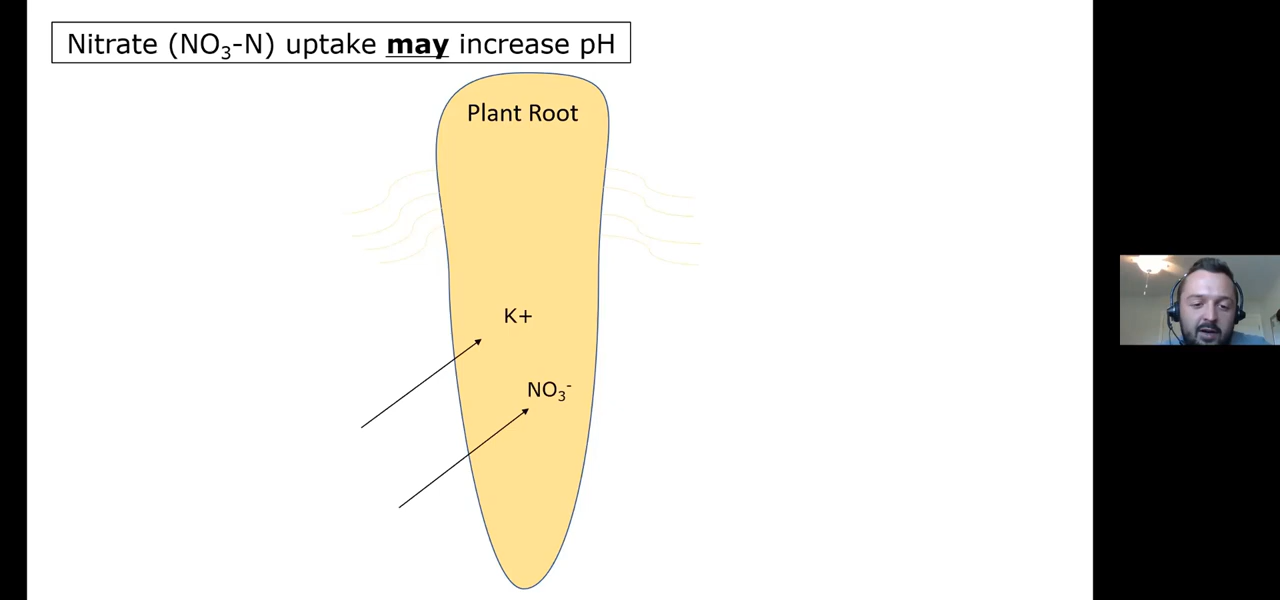 Nitrate (NO₃-N) uptake may increase pH
Plant Root
K+
NO₃⁻